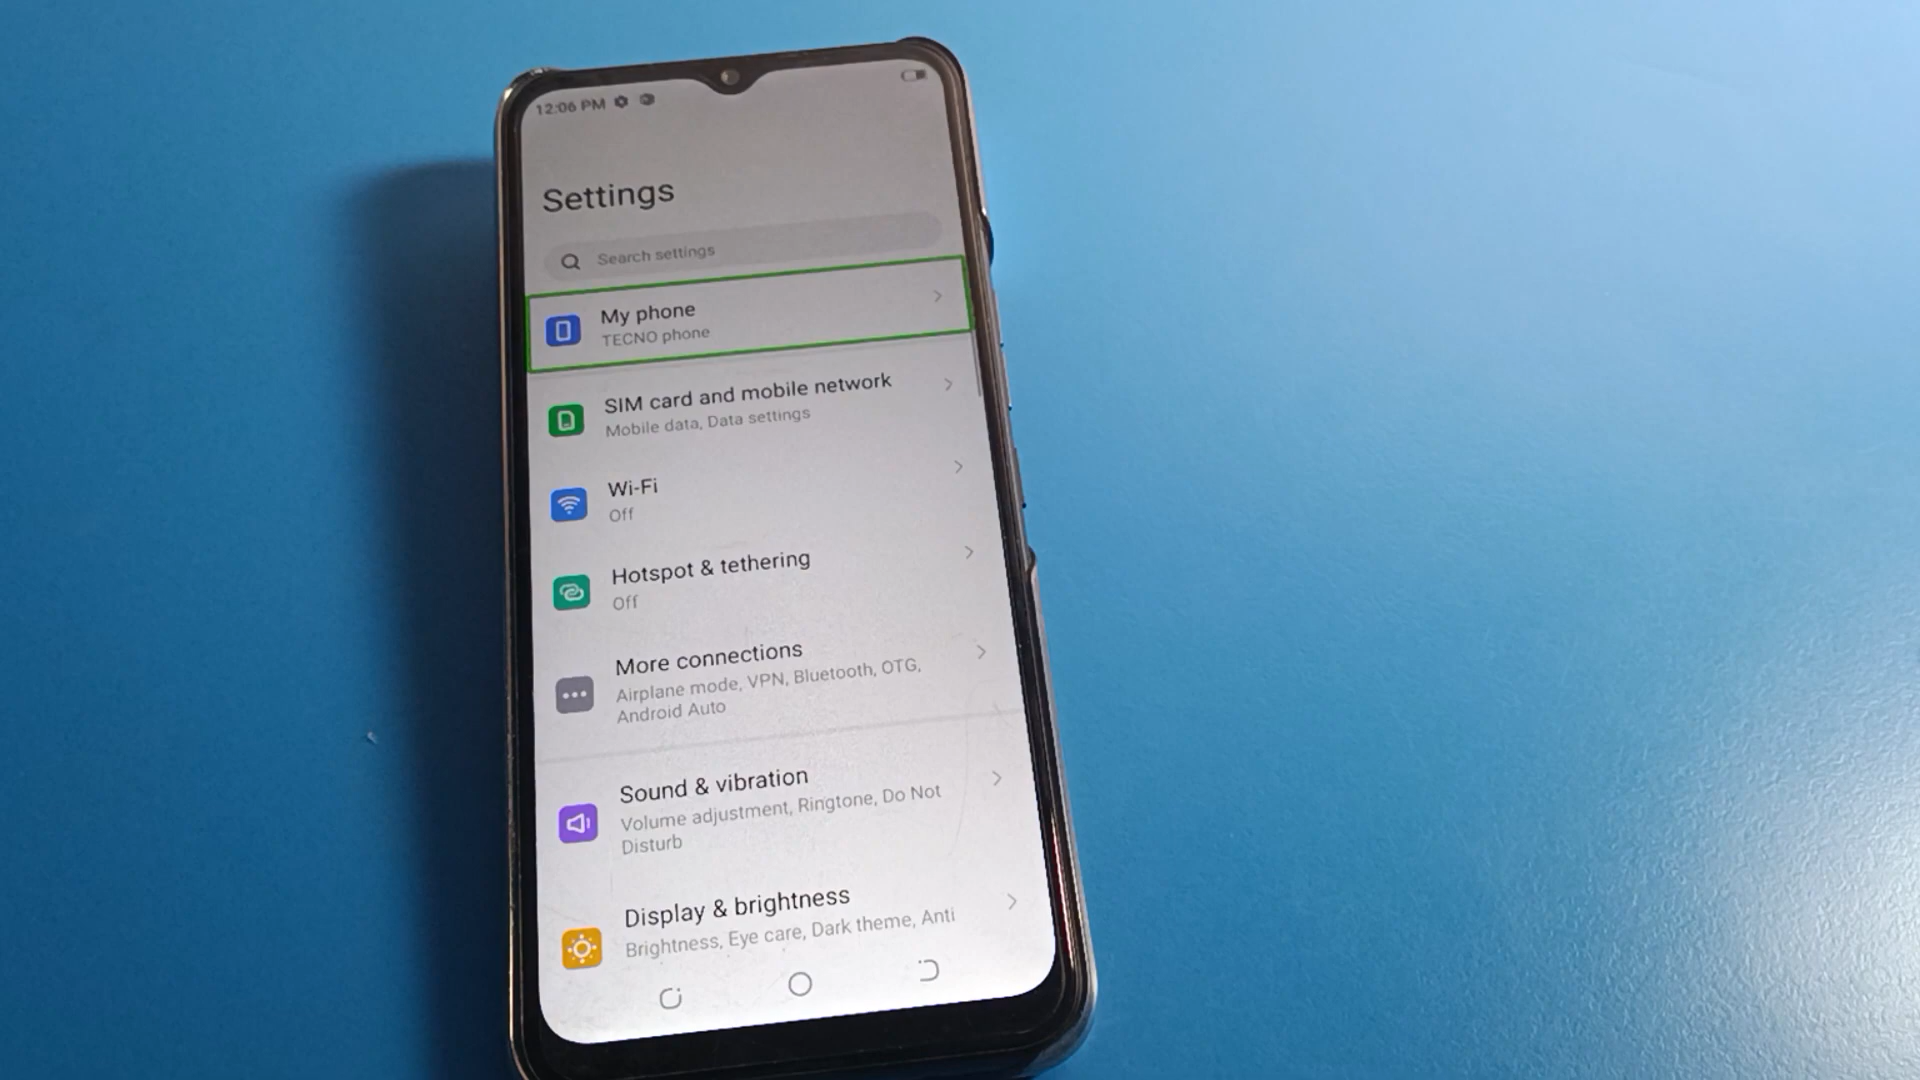 12:06 PM
Settings
Search settings
My phone
TECNO phone
SIM card and mobile network
Mobile data, Data settings
Wi-Fi
Off
Hotspot & tethering
Off
More connections
Airplane mode, VPN, Bluetooth, OTG,
Android Auto
Sound & vibration
Volume adjustment, Ringtone, Do Not
Disturb
Display & brightness
Brightness, Eye care, Dark theme, Anti